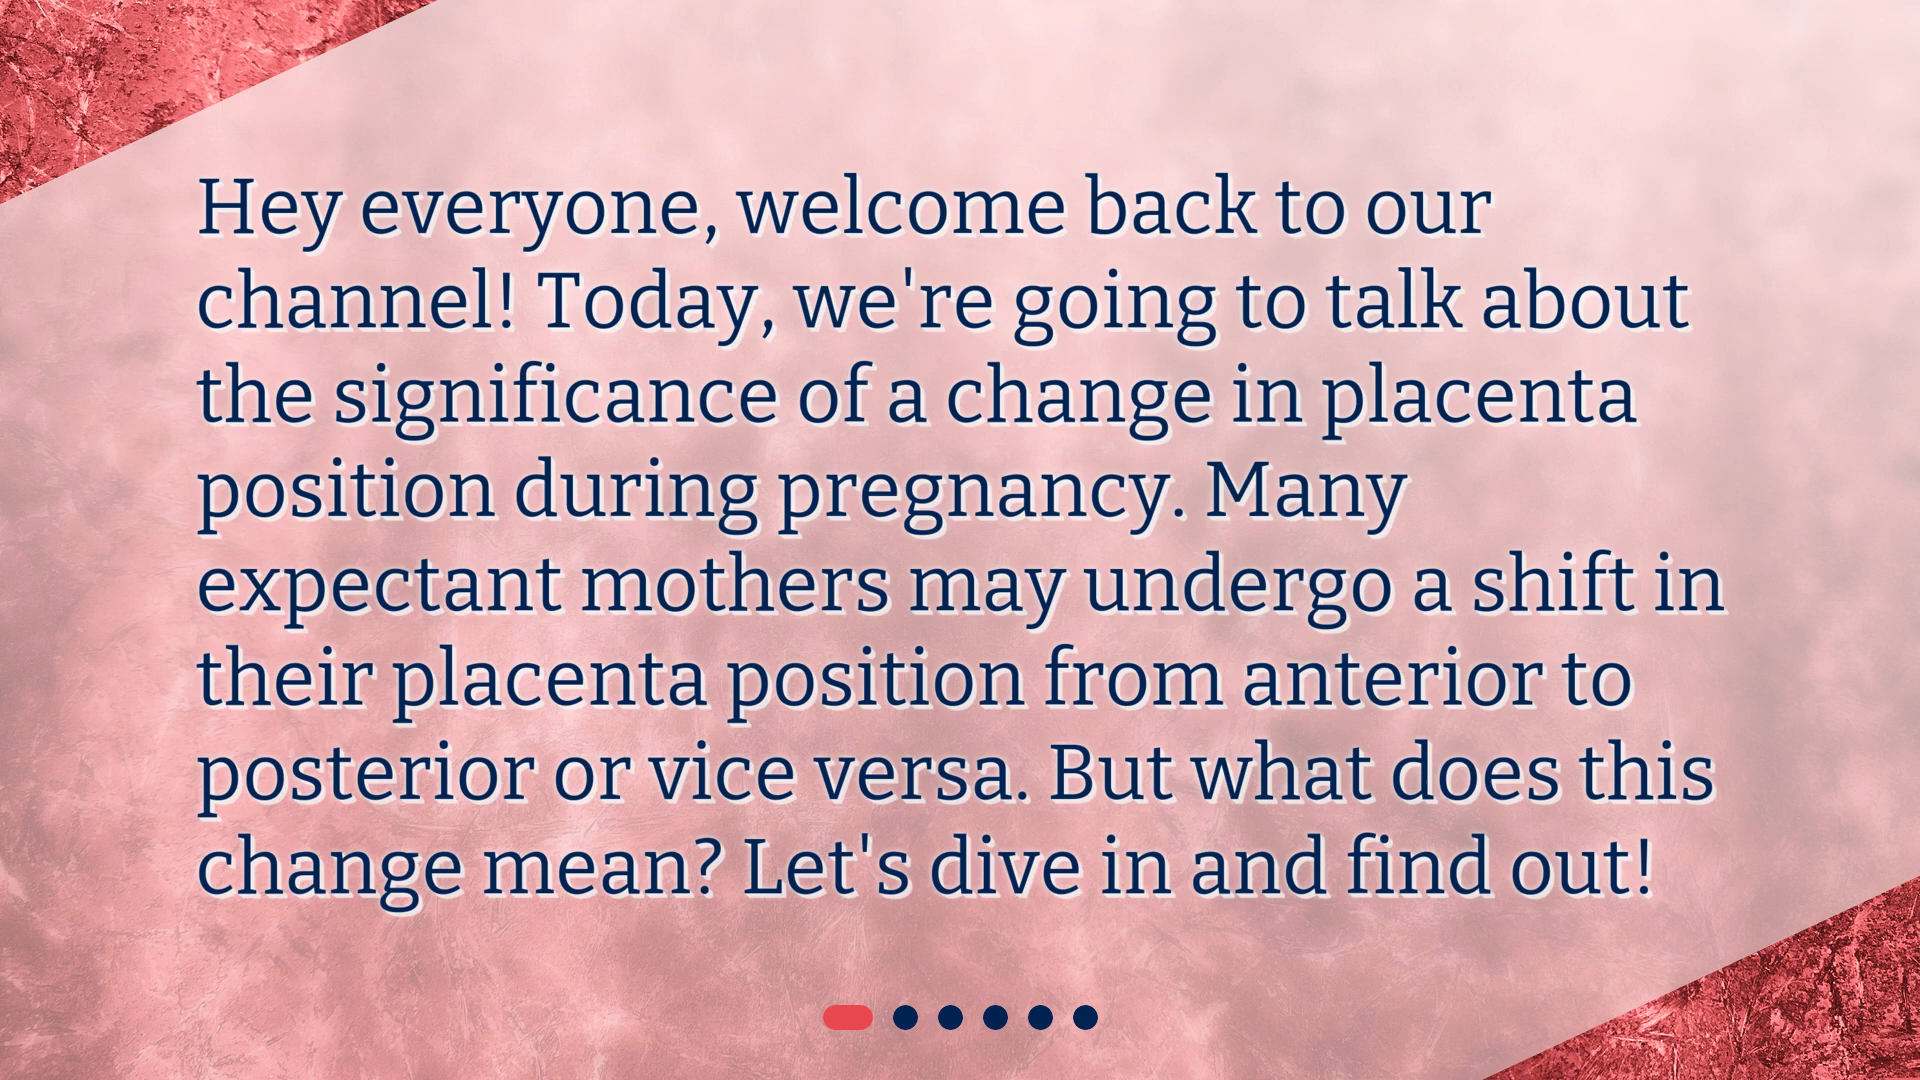 Hey everyone, welcome back to our
channel! Today, we're going to talk about
the significance of a change in placenta
position during pregnancy. Many
expectant mothers may undergo a shift in
their placenta position from anterior to
posterior or vice versa. But what does this
change mean? Let's dive in and find out!